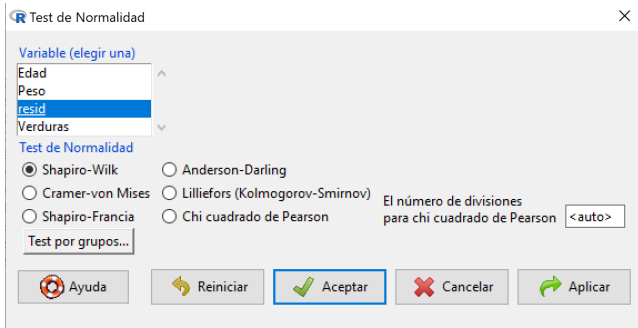 Test de Normalidad
Variable (elegir una)
Edad
Peso
resid
Verduras
Test de Normalidad
Shapiro-Wilk
Anderson-Darling
Cramer-von Mises
Lilliefors (Kolmogorov-Smirnov)
Shapiro-Francia
Chi cuadrado de Pearson
El número de divisiones
para chi cuadrado de Pearson
<auto>
Test por grupos...
Ayuda
Reiniciar
Aceptar
Cancelar
Aplicar